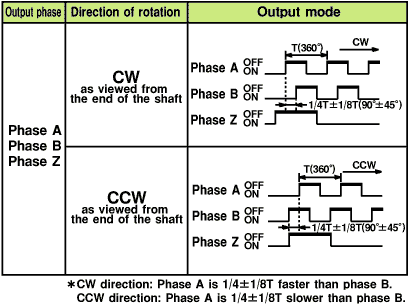 Output phase
Direction of rotation
Output mode
Phase A
Phase B
Phase Z
CW
as viewed from
the end of the shaft
T(360°)
CW
Phase A OFF
ON
Phase B OFF
ON
1/4T±1/8T(90°±45°)
Phase Z OFF
ON
CCW
as viewed from
the end of the shaft
T(360°)
CCW
Phase A OFF
ON
Phase B OFF
ON
1/4T±1/8T(90°±45°)
Phase Z OFF
ON
*CW direction: Phase A is 1/4±1/8T faster than phase B.
CCW direction: Phase A is 1/4±1/8T slower than phase B.